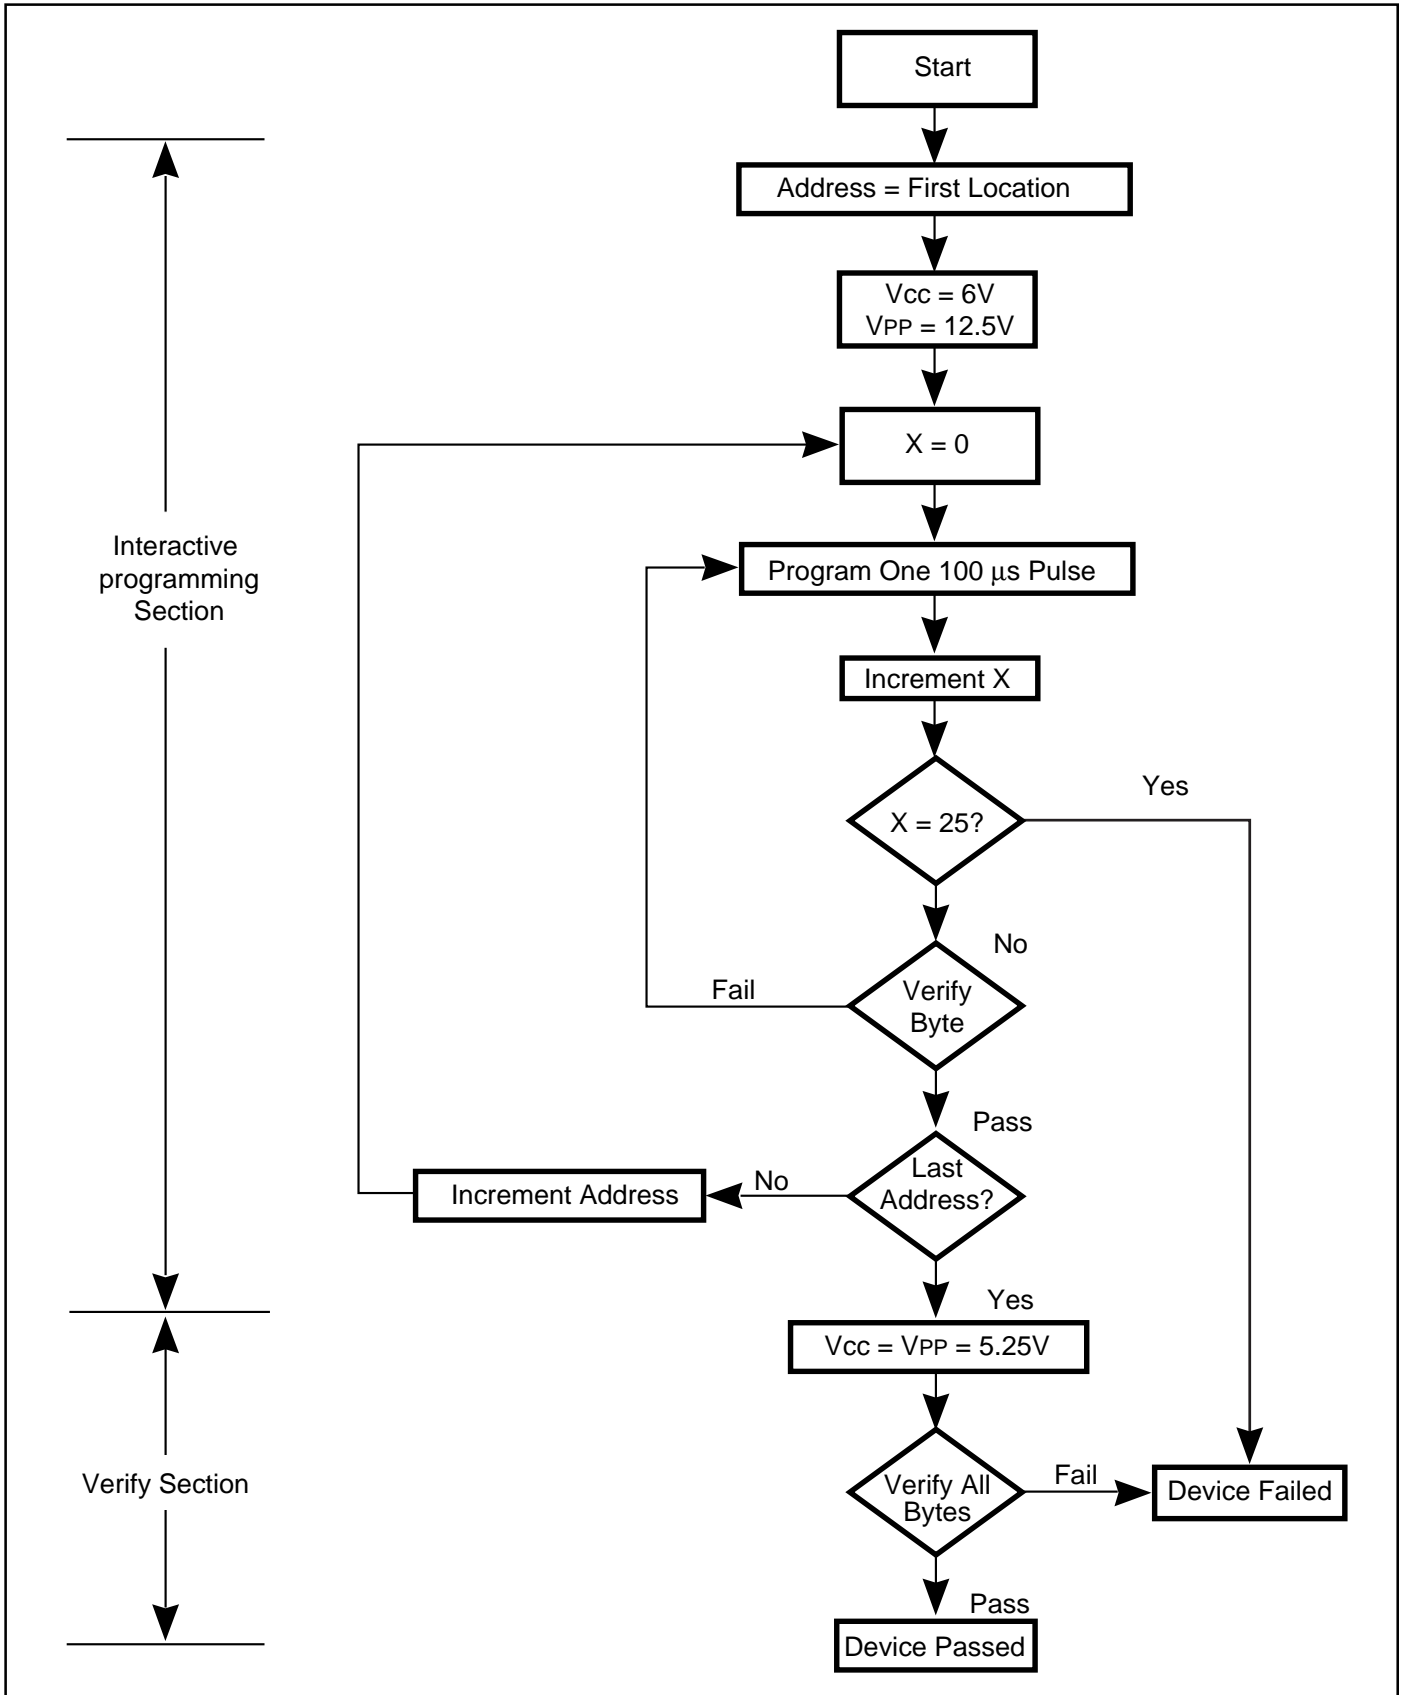 Start
Address = First Location
Vcc = 6V
VPP = 12.5V
X = 0
Interactive
programming
Section
Program One 100 μs Pulse
Increment X
X = 25?
Yes
No
Verify
Byte
Fail
Pass
Last
Address?
No
Increment Address
Yes
Vcc = VPP = 5.25V
Verify Section
Verify All
Bytes
Fail
Device Failed
Pass
Device Passed